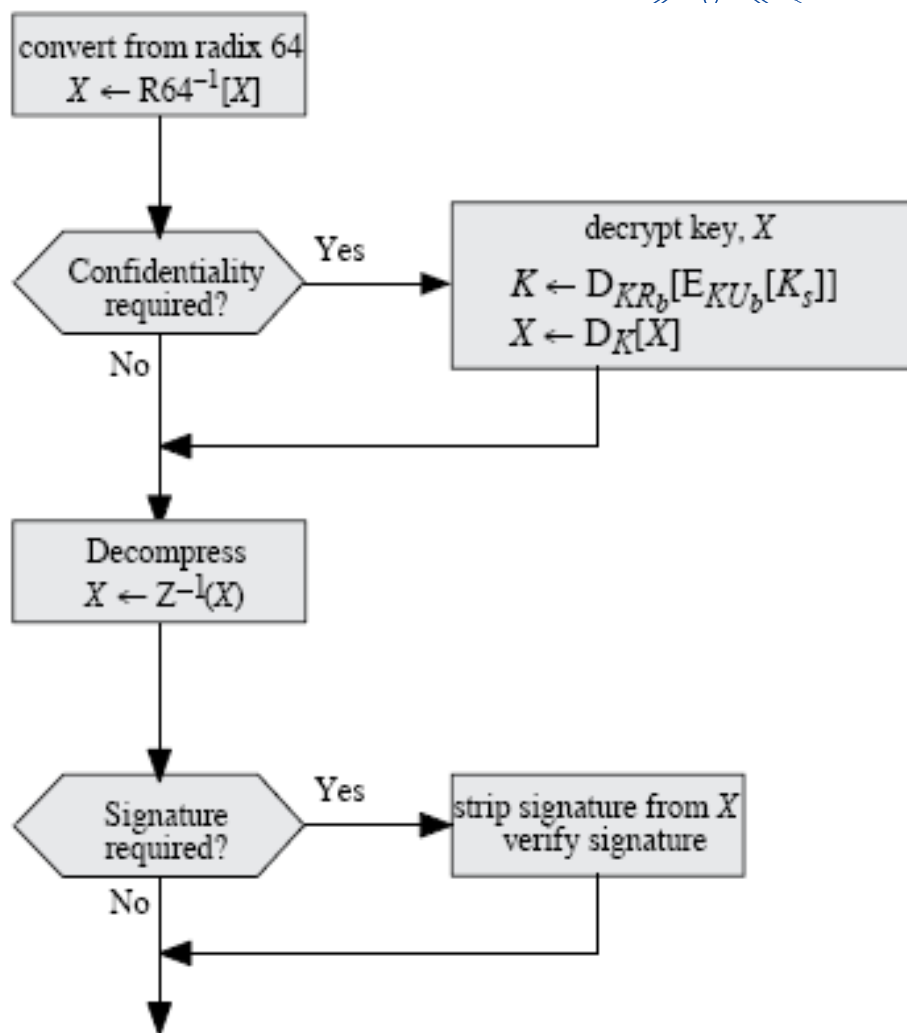 convert from radix 64
X ← R64⁻¹[X]
Confidentiality
required?
Yes
decrypt key, X
K ← D_{KR_b}[E_{KU_b}[K_s]]
X ← D_K[X]
No
Decompress
X ← Z⁻¹(X)
Signature
required?
Yes
strip signature from X
verify signature
No